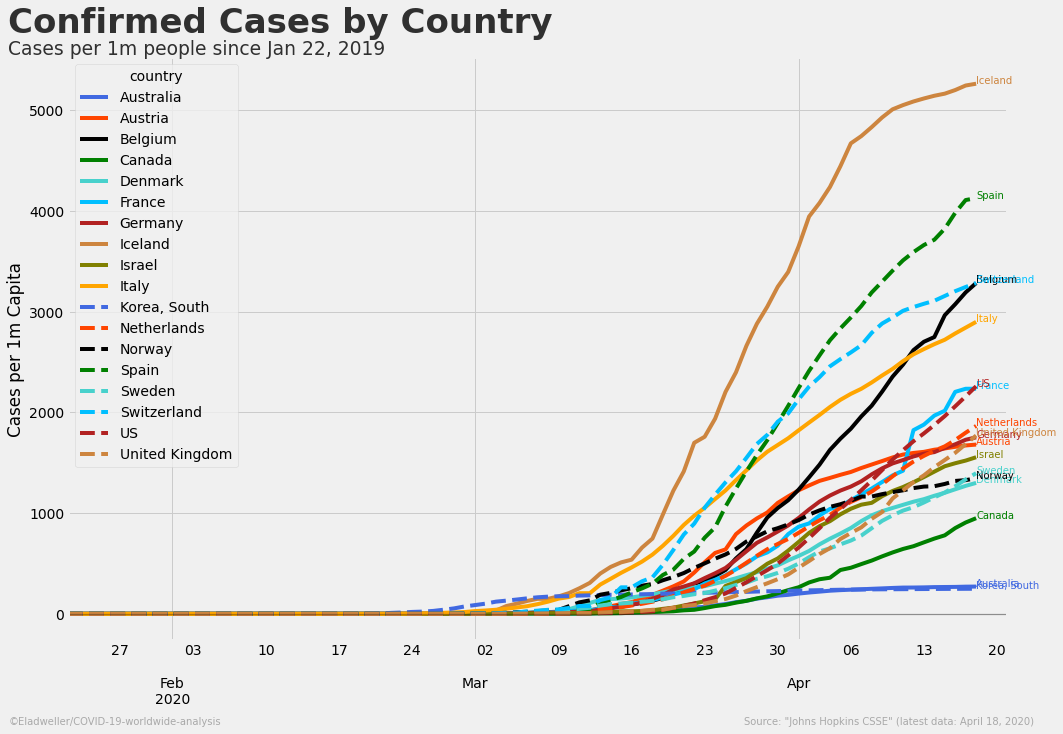 Confirmed Cases by Country
Cases per 1m people since Jan 22, 2019
country
Australia
Austria
Belgium
Canada
Denmark
France
Germany
Iceland
Israel
Italy
Korea, South
Netherlands
Norway
Spain
Sweden
Switzerland
US
United Kingdom
Cases per 1m Capita
5000
4000
3000
2000
1000
0
Iceland
Spain
Switzerland
Belgium
Italy
US
France
Netherlands
United Kingdom
Germany
Austria
Israel
Sweden
Norway
Denmark
Canada
Australia
Korea, South
27 03 10 17 24 02 09 16 23 30 06 13 20
Feb Mar Apr
2020
©Eladweller/COVID-19-worldwide-analysis
Source: "Johns Hopkins CSSE" (latest data: April 18, 2020)